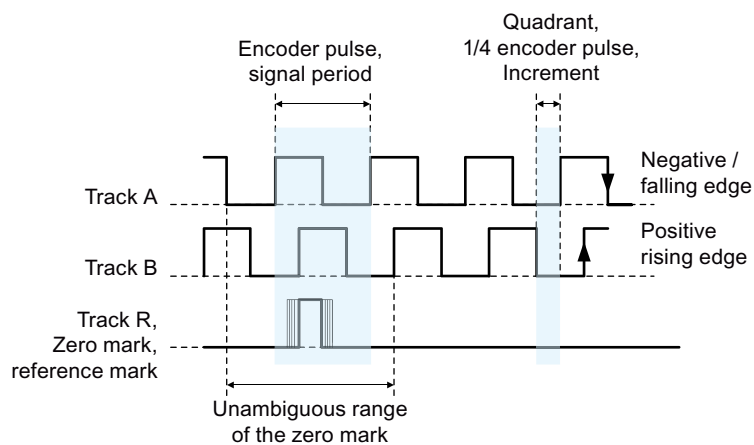 Encoder pulse,
signal period
Quadrant,
1/4 encoder pulse,
Increment
Track A
Negative /
falling edge
Track B
Positive
rising edge
Track R,
Zero mark,
reference mark
Unambiguous range
of the zero mark